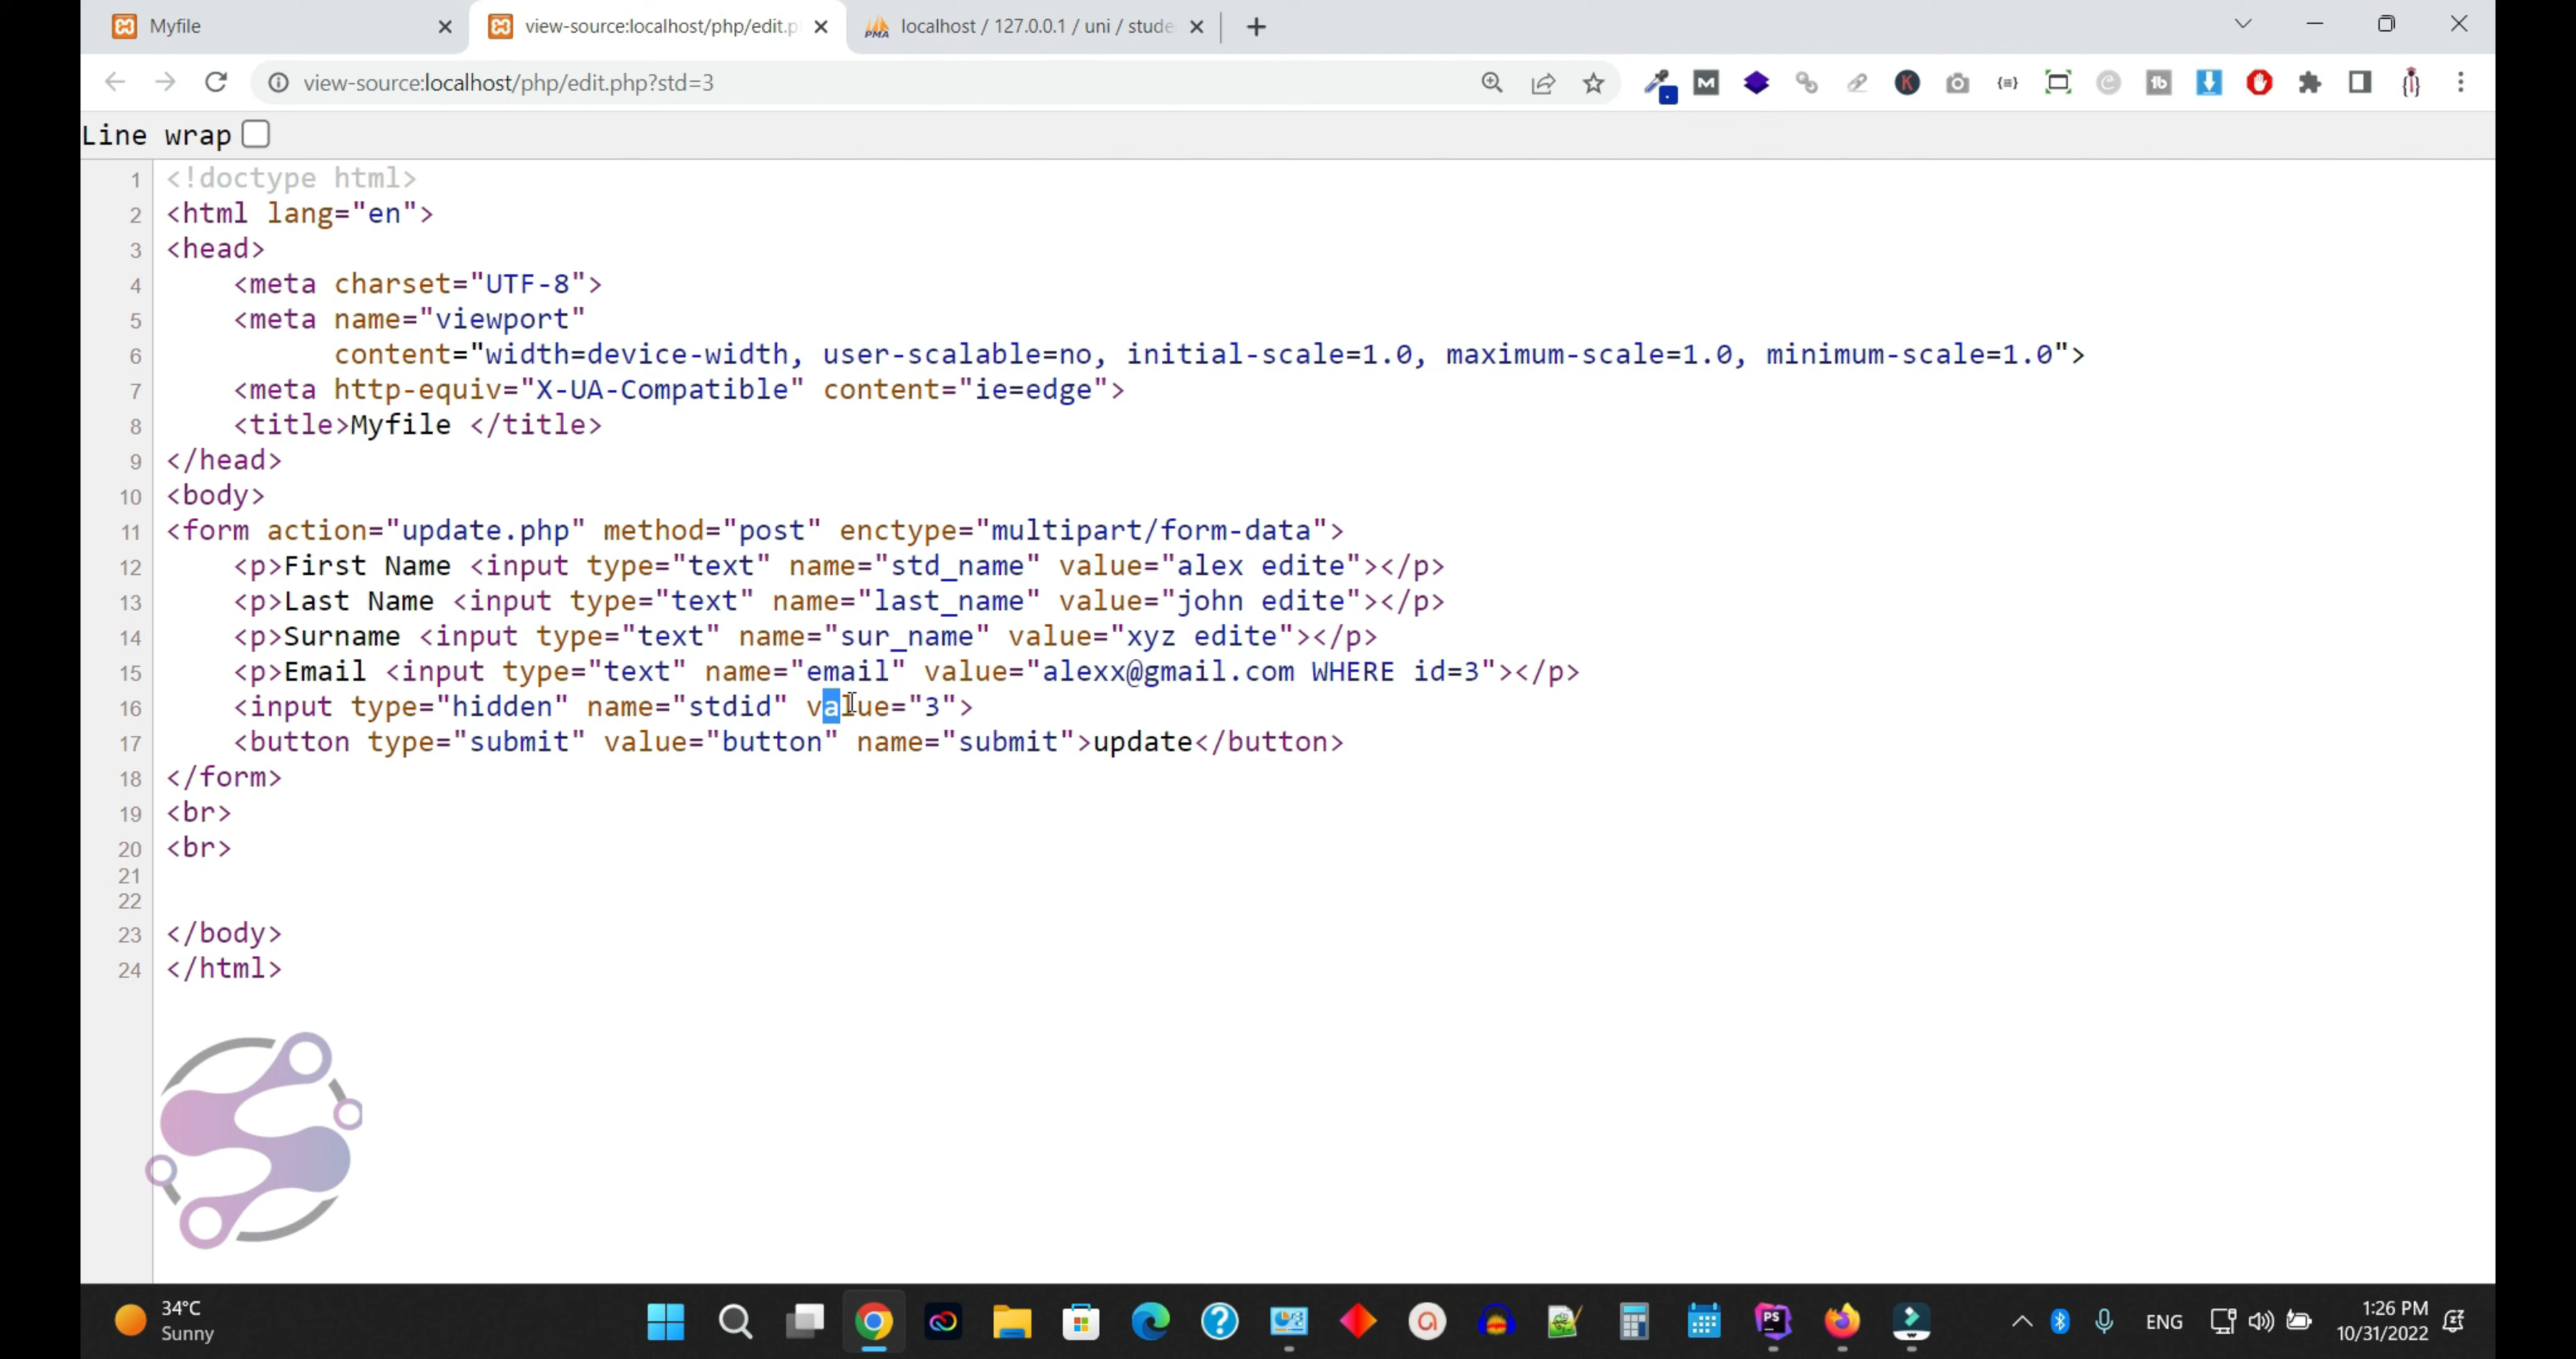 Myfile
view-source:localhost/php/edit.p
localhost / 127.0.0.1 / uni / stude
view-source:localhost/php/edit.php?std=3
Line wrap
1 <!doctype html>
2 <html lang="en">
3 <head>
4 <meta charset="UTF-8">
5 <meta name="viewport"
6 content="width=device-width, user-scalable=no, initial-scale=1.0, maximum-scale=1.0, minimum-scale=1.0">
7 <meta http-equiv="X-UA-Compatible" content="ie=edge">
8 <title>Myfile </title>
9 </head>
10 <body>
11 <form action="update.php" method="post" enctype="multipart/form-data">
12 <p>First Name <input type="text" name="std_name" value="alex edite"></p>
13 <p>Last Name <input type="text" name="last_name" value="john edite"></p>
14 <p>Surname <input type="text" name="sur_name" value="xyz edite"></p>
15 <p>Email <input type="text" name="email" value="alexx@gmail.com WHERE id=3"></p>
16 <input type="hidden" name="stdid" value="3">
17 <button type="submit" value="button" name="submit">update</button>
18 </form>
19 <br>
20 <br>
21
22
23 </body>
24 </html>
34°C
Sunny
ENG
1:26 PM
10/31/2022